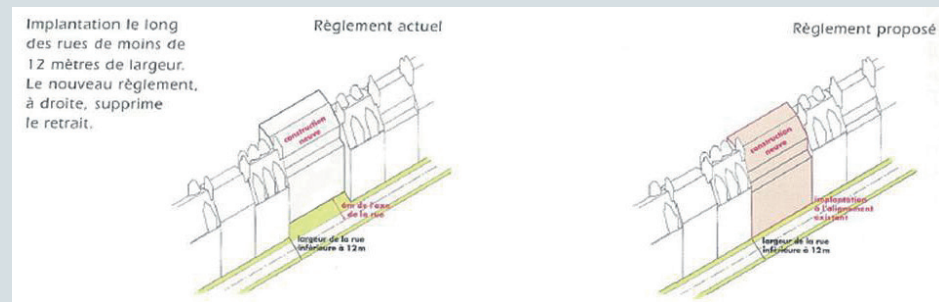 Implantation le long
des rues de moins de
12 mètres de largeur.
Le nouveau règlement,
à droite, supprime
le retrait.
Règlement actuel
construction
neuve
6m de l'axe
de la rue
largeur de la rue
inférieure à 12m
Règlement proposé
construction
neuve
implantation
à l'alignement
existant
largeur de la rue
inférieure à 12m